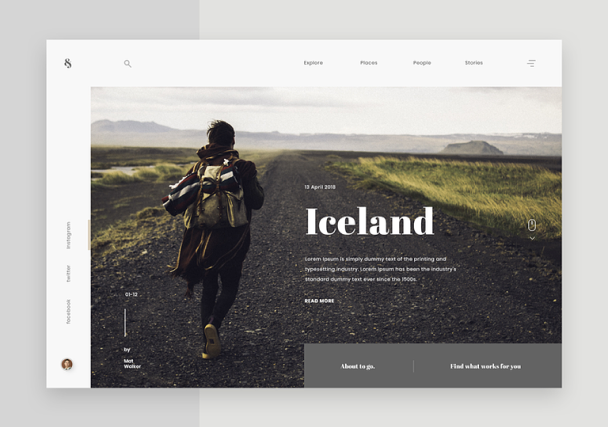 Explore
Places
People
Stories
Instagram
twitter
facebook
13 April 2019
Iceland
Lorem Ipsum is simply dummy text of the printing and
typesetting industry. Lorem Ipsum has been the industry's
standard dummy text ever since the 1500s.
READ MORE
01-12
by
Mat
Walker
About to go.
Find what works for you